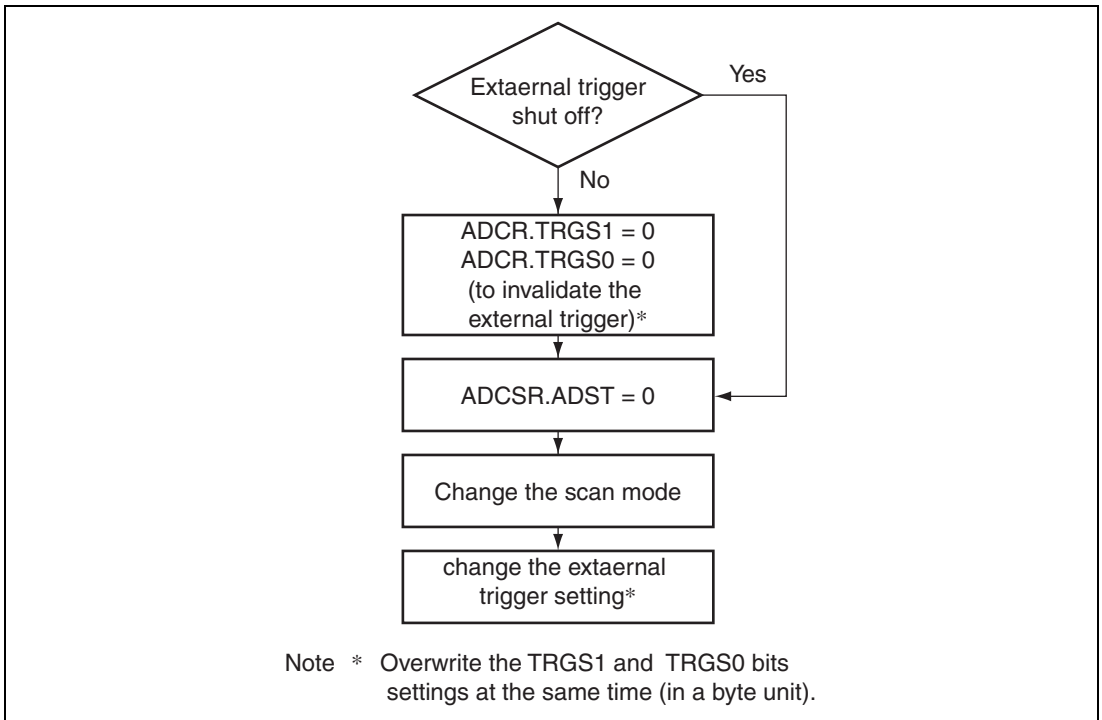 Extaernal trigger
shut off?
Yes
No
ADCR.TRGS1 = 0
ADCR.TRGS0 = 0
(to invalidate the
external trigger)*
ADCSR.ADST = 0
Change the scan mode
change the extaernal
trigger setting*
Note * Overwrite the TRGS1 and TRGS0 bits
settings at the same time (in a byte unit).